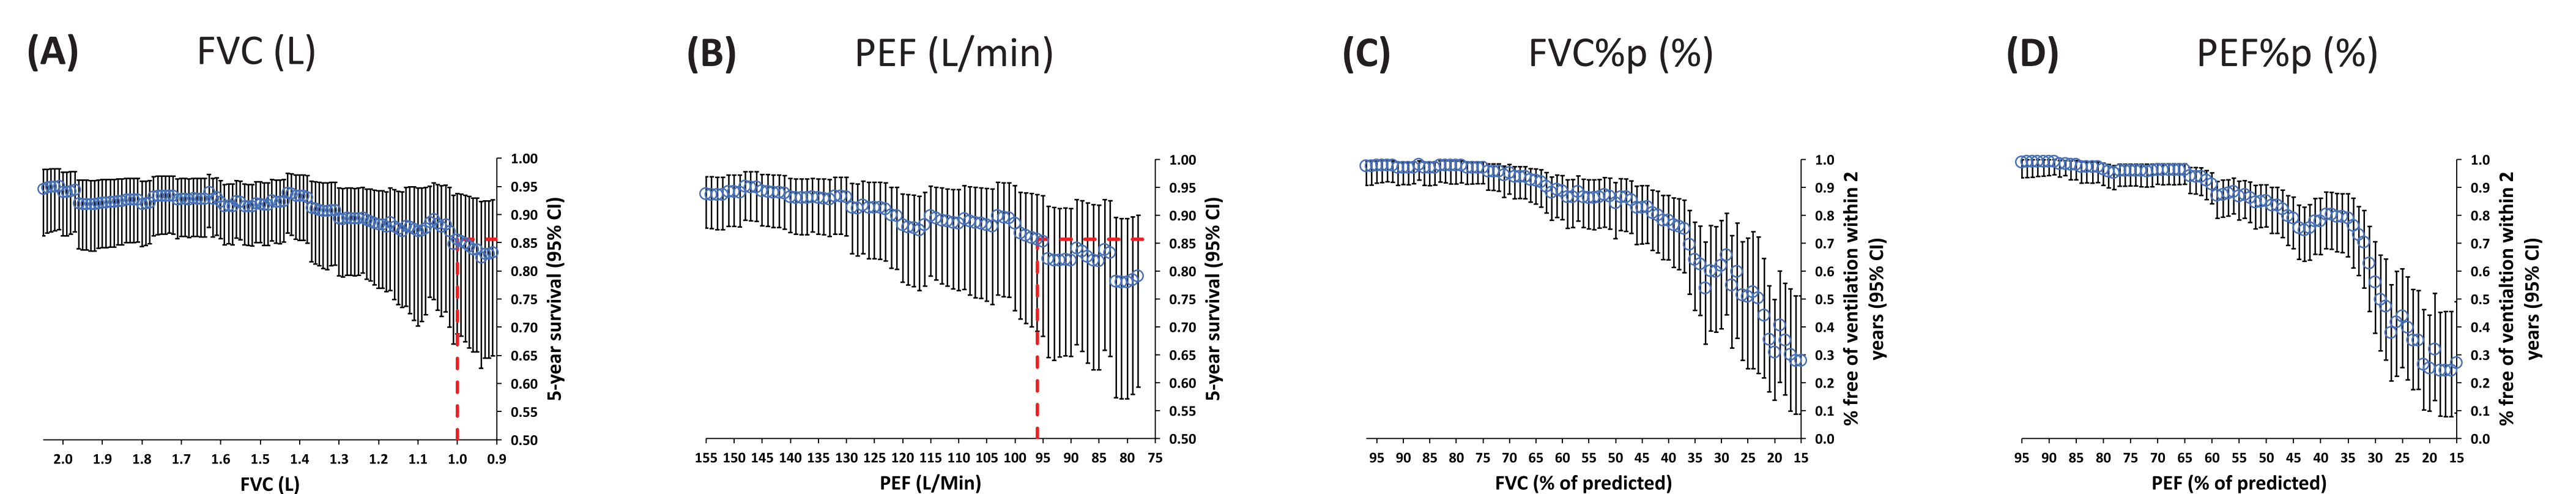 (A) FVC (L)
1.00
0.95
0.90
0.85
0.80
0.75
0.70
0.65
0.60
0.55
0.50
5-year survival (95% CI)
2.0 1.9 1.8 1.7 1.6 1.5 1.4 1.3 1.2 1.1 1.0 0.9
FVC (L)
(B) PEF (L/min)
1.00
0.95
0.90
0.85
0.80
0.75
0.70
0.65
0.60
0.55
0.50
5-year survival (95% CI)
155 150 145 140 135 130 125 120 115 110 105 100 95 90 85 80 75
PEF (L/Min)
(C) FVC%p (%)
1.0
0.9
0.8
0.7
0.6
0.5
0.4
0.3
0.2
0.1
0.0
% free of ventilation within 2
years (95% CI)
95 90 85 80 75 70 65 60 55 50 45 40 35 30 25 20 15
FVC (% of predicted)
(D) PEF%p (%)
1.0
0.9
0.8
0.7
0.6
0.5
0.4
0.3
0.2
0.1
0.0
% free of ventialtion within 2
years (95% CI)
95 90 85 80 75 70 65 60 55 50 45 40 35 30 25 20 15
PEF (% of predicted)